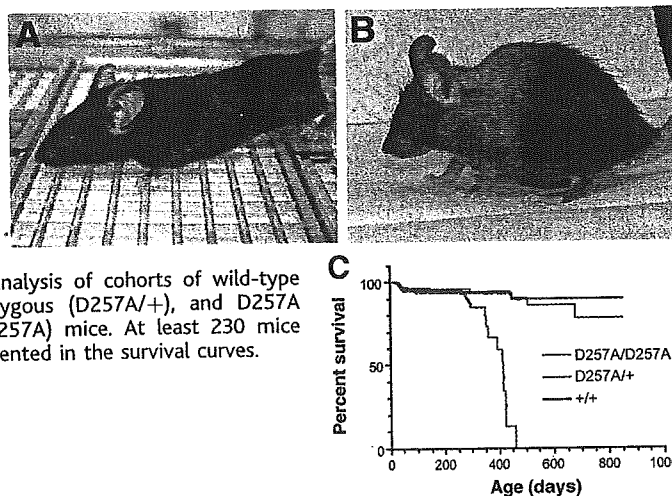 A
B
nalysis of cohorts of wild-type
ygous (D257A/+), and D257A
257A) mice. At least 230 mice
ented in the survival curves.
C
100
50
0
Percent survival
D257A/D257A
D257A/+
+/+
0 200 400 600 800 1000
Age (days)